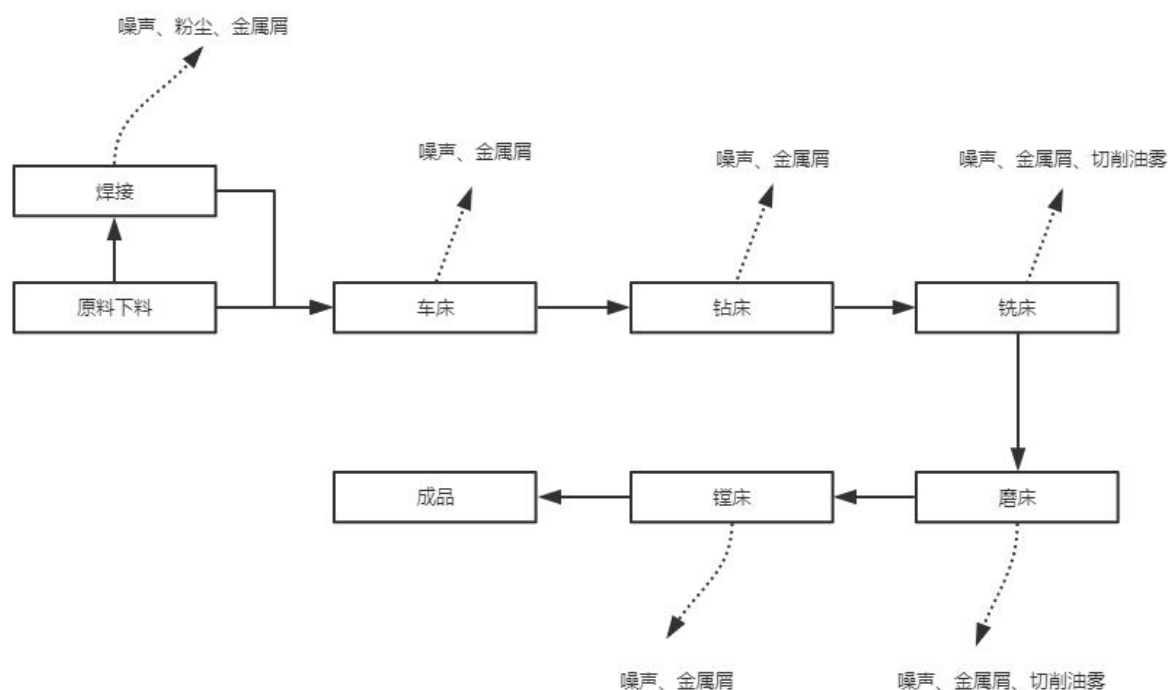 噪声、粉尘、金属屑
噪声、金属屑
噪声、金属屑
噪声、金属屑、切削油雾
焊接
原料下料
车床
钻床
铣床
成品
镗床
磨床
噪声、金属屑
噪声、金属屑、切削油雾